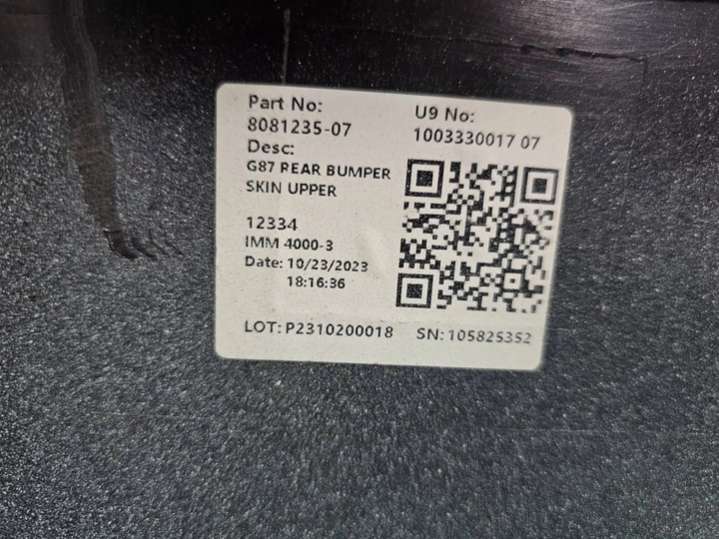 Part No:
8081235-07
U9 No:
1003330017 07
Desc:
G87 REAR BUMPER
SKIN UPPER
12334
IMM 4000-3
Date: 10/23/2023
18:16:36
LOT: P2310200018
SN: 105825352